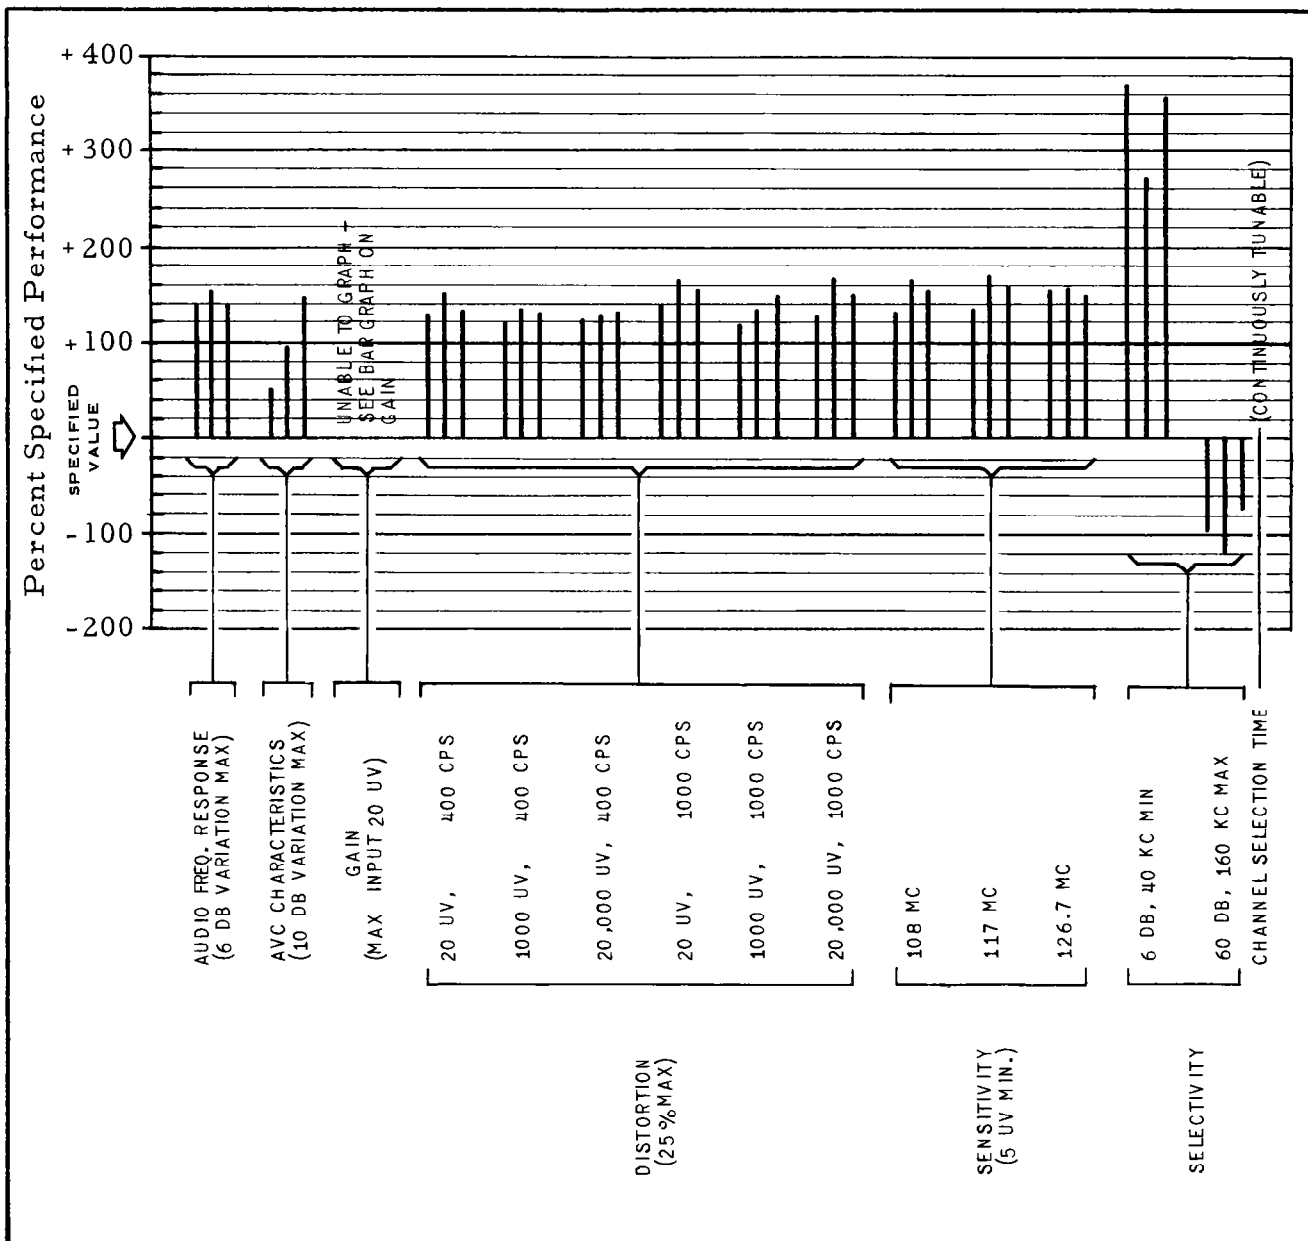 Percent Specified Performance
+ 400
+ 300
+ 200
+ 100
SPECIFIED
VALUE
- 100
-200
UNABLE TO GRAPH -
SEE BAR GRAPH ON
GAIN
(CONTINUOUSLY TUNABLE)
AUDIO FREQ. RESPONSE
(6 DB VARIATION MAX)
AVC CHARACTERISTICS
(10 DB VARIATION MAX)
GAIN
(MAX INPUT 20 UV)
20 UV, 400 CPS
1000 UV, 400 CPS
20,000 UV, 400 CPS
20 UV, 1000 CPS
1000 UV, 1000 CPS
20,000 UV, 1000 CPS
108 MC
117 MC
126.7 MC
6 DB, 40 KC MIN
60 DB, 160 KC MAX
CHANNEL SELECTION TIME
DISTORTION
(25%MAX)
SENSITIVITY
(5 UV MIN.)
SELECTIVITY